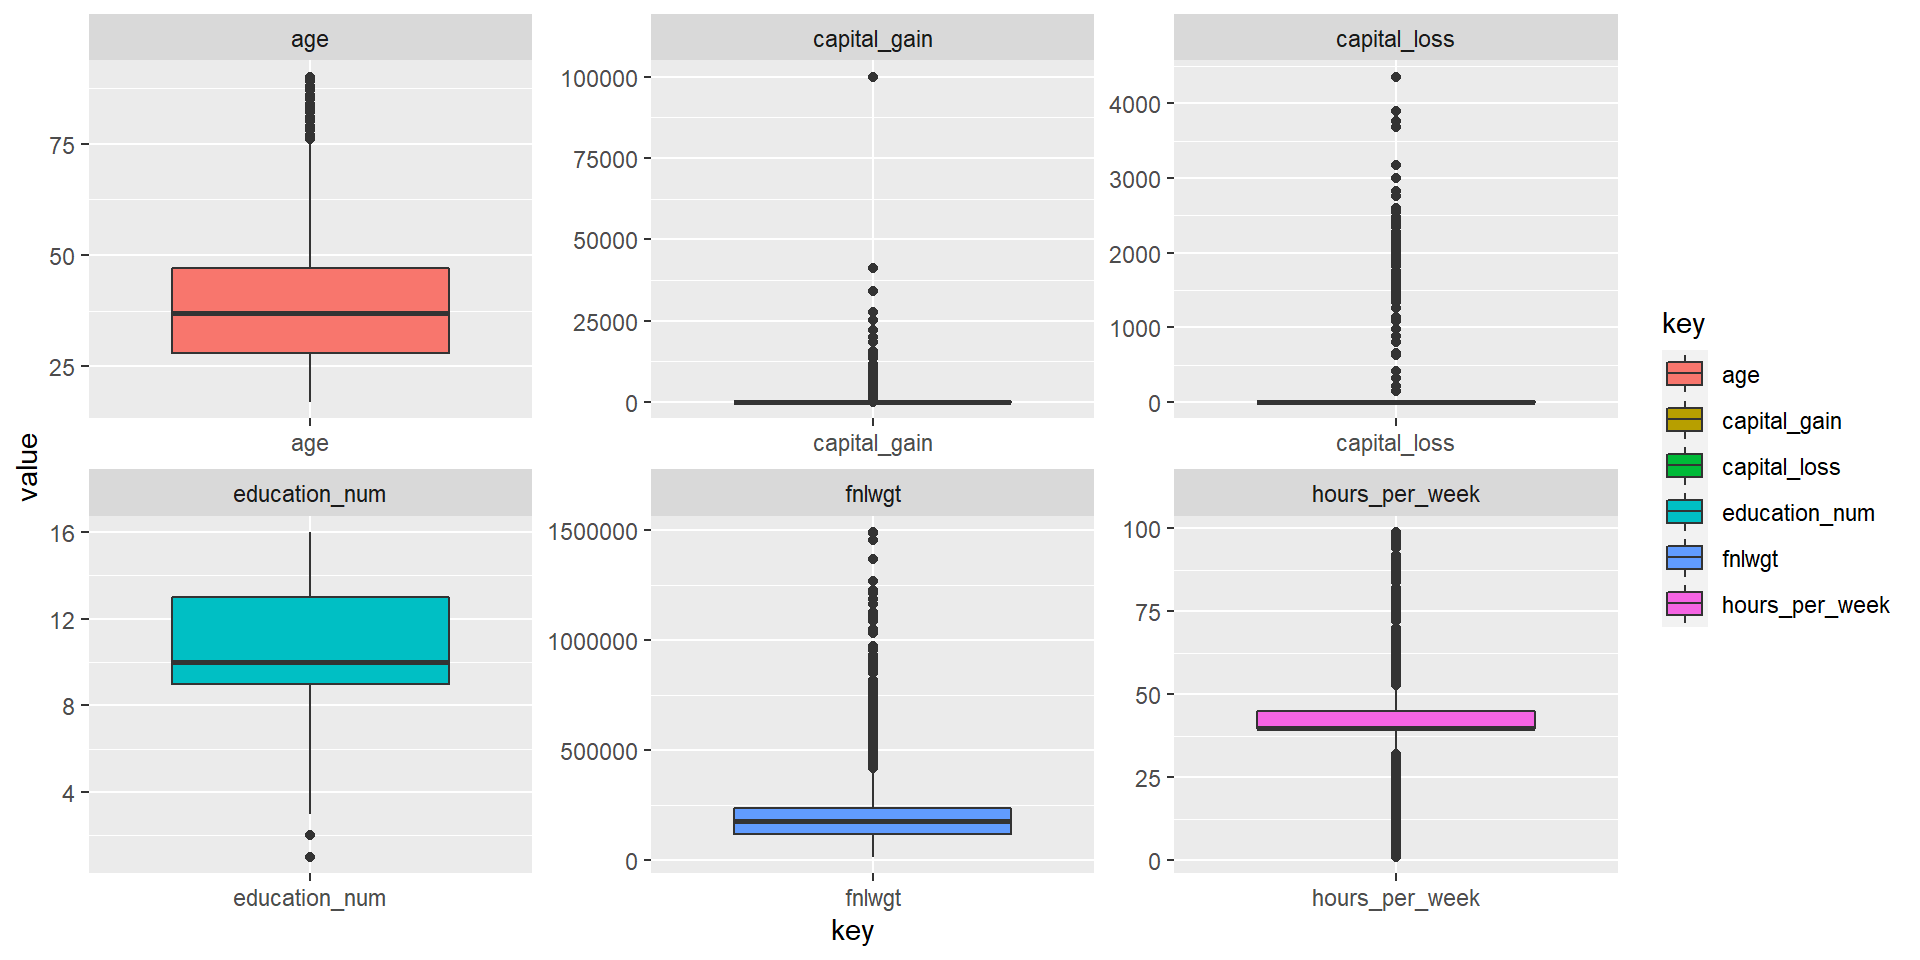 age
capital_gain
capital_loss
75
50
25
100000
75000
50000
25000
0
4000
3000
2000
1000
0
age
capital_gain
capital_loss
value
education_num
fnlwgt
hours_per_week
16
12
8
4
1500000
1000000
500000
0
100
75
50
25
0
education_num
fnlwgt
hours_per_week
key
key
age
capital_gain
capital_loss
education_num
fnlwgt
hours_per_week